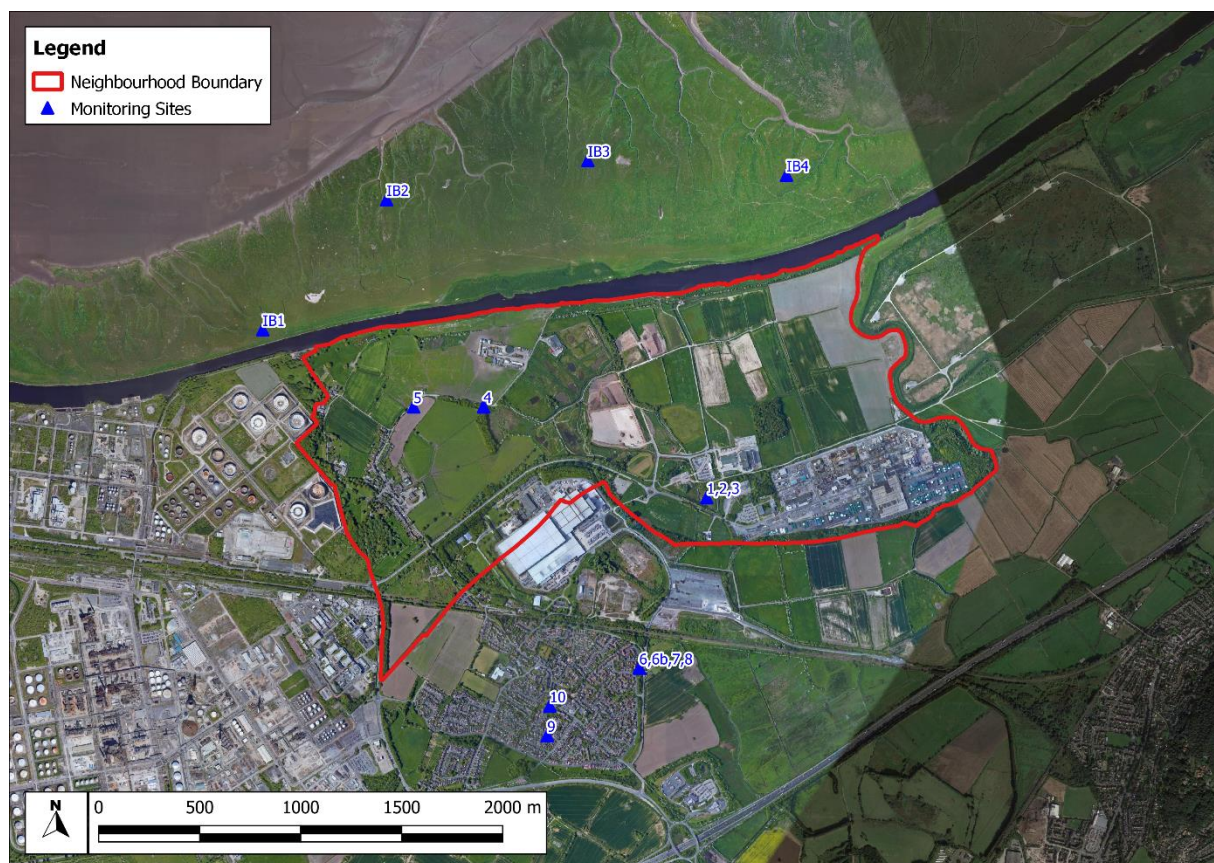 Legend
Neighbourhood Boundary
Monitoring Sites
IB3
IB4
IB2
IB1
5
4
1,2,3
6,6b,7,8
10
9
N
0 500 1000 1500 2000 m